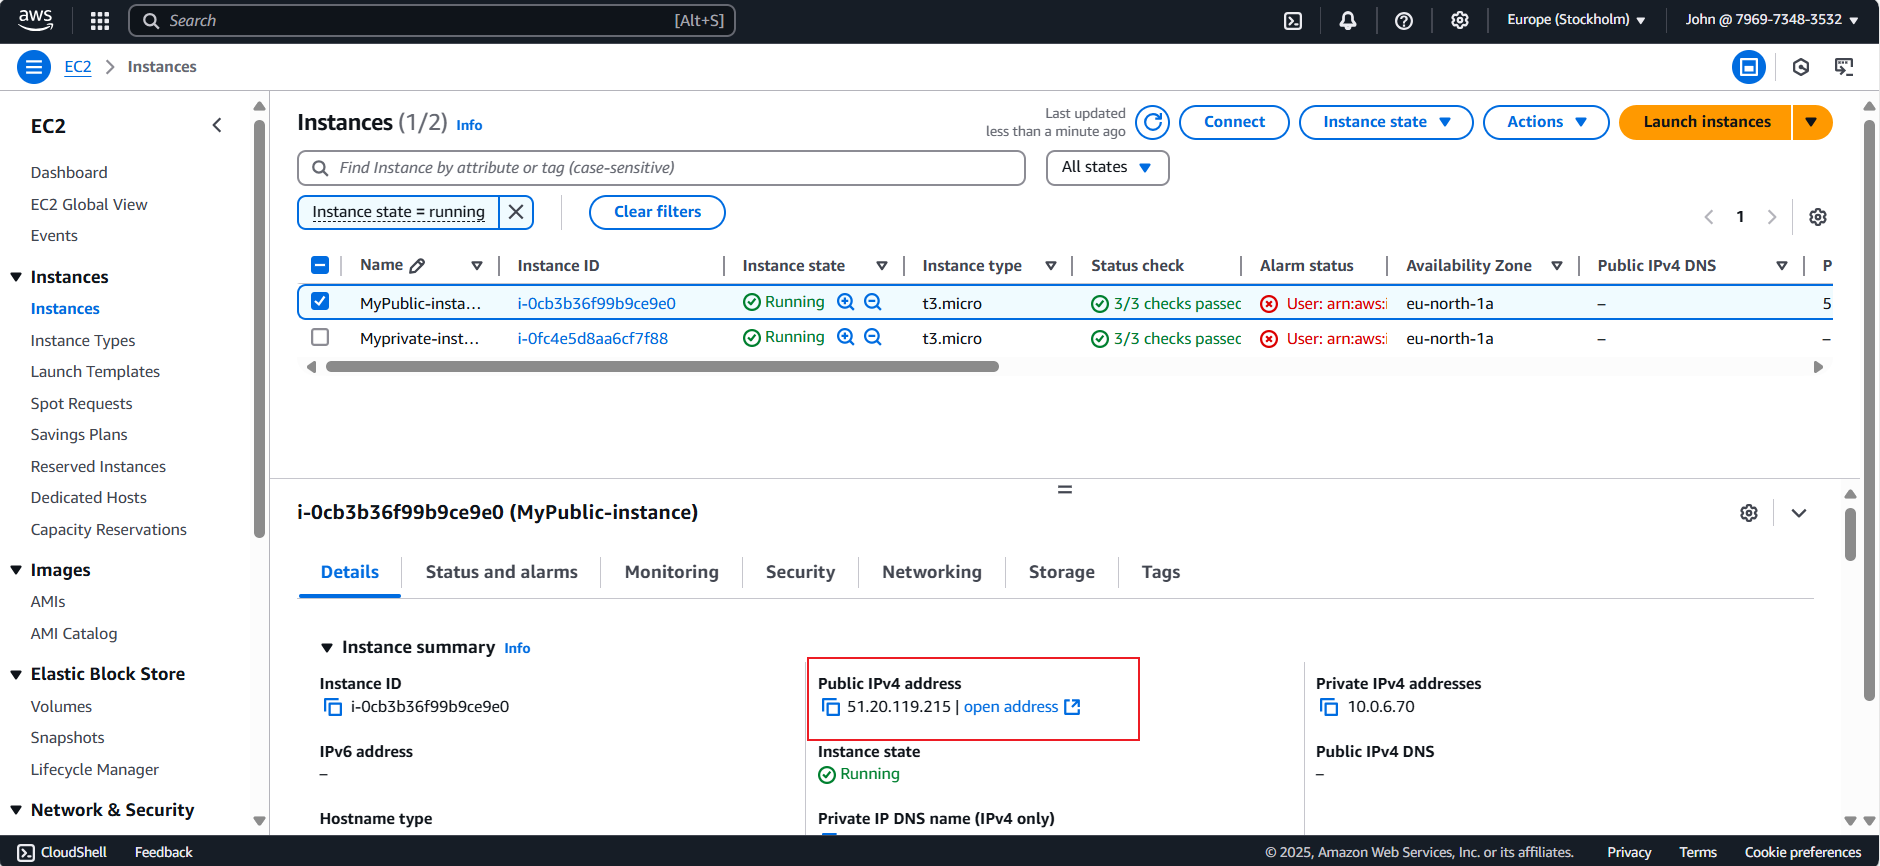 aws
Search [Alt+S]
Europe (Stockholm)
John @ 7969-7348-3532
EC2
Instances
EC2
Dashboard
EC2 Global View
Events
Instances
Instances
Instance Types
Launch Templates
Spot Requests
Savings Plans
Reserved Instances
Dedicated Hosts
Capacity Reservations
Images
AMIs
AMI Catalog
Elastic Block Store
Volumes
Snapshots
Lifecycle Manager
Network & Security
Instances (1/2) Info
Last updated
less than a minute ago
Connect
Instance state
Actions
Launch instances
Find Instance by attribute or tag (case-sensitive)
All states
Instance state = running
Clear filters
1
Name Instance ID Instance state Instance type Status check Alarm status Availability Zone Public IPv4 DNS P
MyPublic-insta... i-0cb3b36f99b9ce9e0 Running t3.micro 3/3 checks passed User: arn:aws:i eu-north-1a – 5
Myprivate-inst... i-0fc4e5d8aa6cf7f88 Running t3.micro 3/3 checks passed User: arn:aws:i eu-north-1a – –
i-0cb3b36f99b9ce9e0 (MyPublic-instance)
Details
Status and alarms
Monitoring
Security
Networking
Storage
Tags
Instance summary Info
Instance ID
i-0cb3b36f99b9ce9e0
Public IPv4 address
51.20.119.215 | open address
Private IPv4 addresses
10.0.6.70
IPv6 address
–
Instance state
Running
Public IPv4 DNS
–
Hostname type
Private IP DNS name (IPv4 only)
CloudShell
Feedback
© 2025, Amazon Web Services, Inc. or its affiliates.
Privacy
Terms
Cookie preferences